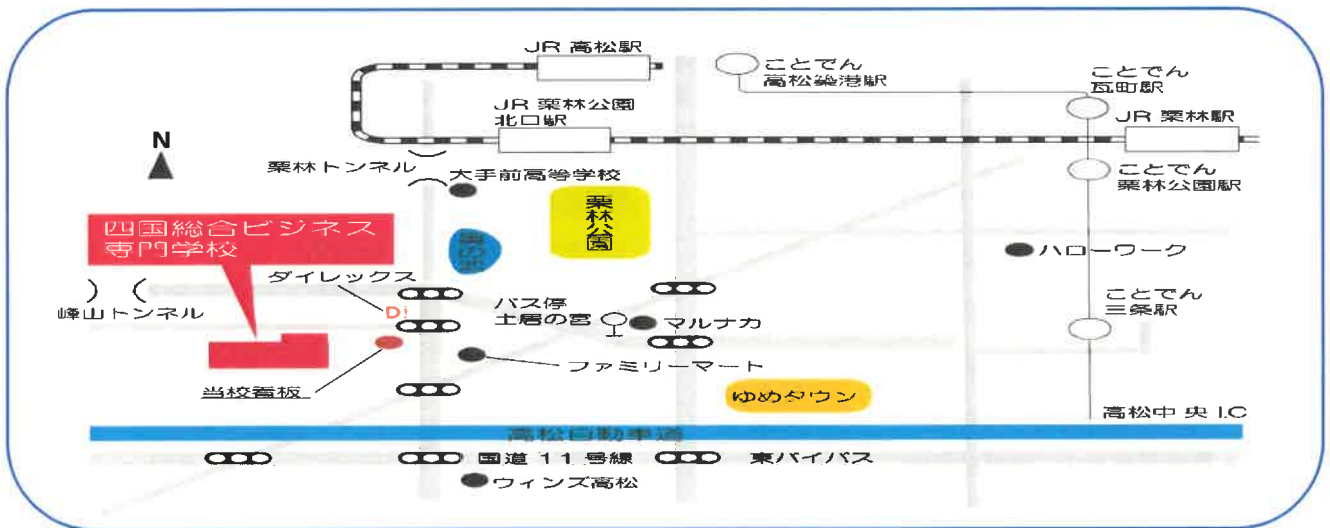 JR 高松駅
ことでん
高松築港駅
ことでん
瓦町駅
JR 栗林公園
北口駅
JR 栗林駅
N
栗林トンネル
大手前高等学校
ことでん
栗林公園駅
栗林公園
四国総合ビジネス
専門学校
ハローワーク
ダイレックス
峰山トンネル
D
バス停
土居の宮
マルナカ
ことでん
三条駅
ファミリーマート
当校看板
ゆめタウン
高松中央 I.C
高松自動車道
国道 11 号線
東バイパス
ウィンズ高松